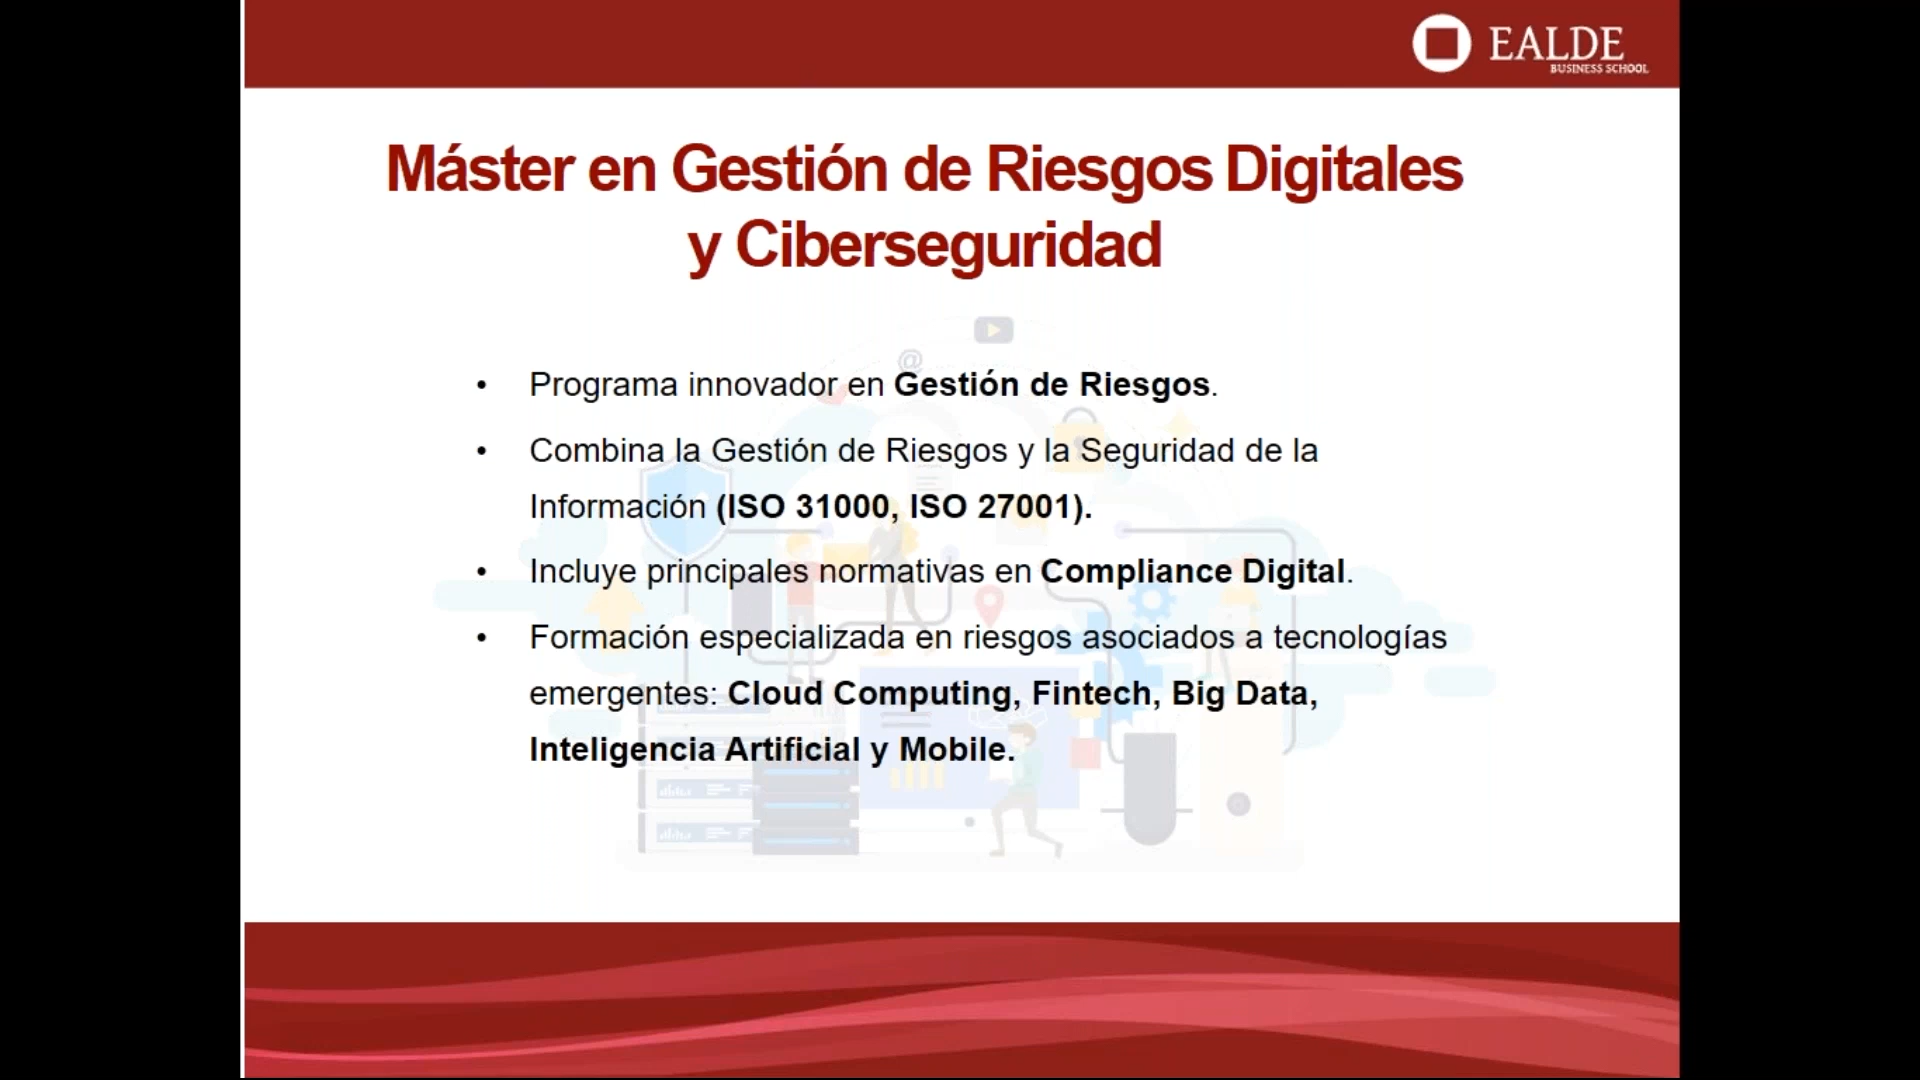 EALDE
BUSINESS SCHOOL
Máster en Gestión de Riesgos Digitales
y Ciberseguridad
• Programa innovador en Gestión de Riesgos.
• Combina la Gestión de Riesgos y la Seguridad de la
Información (ISO 31000, ISO 27001).
• Incluye principales normativas en Compliance Digital.
• Formación especializada en riesgos asociados a tecnologías
emergentes: Cloud Computing, Fintech, Big Data,
Inteligencia Artificial y Mobile.